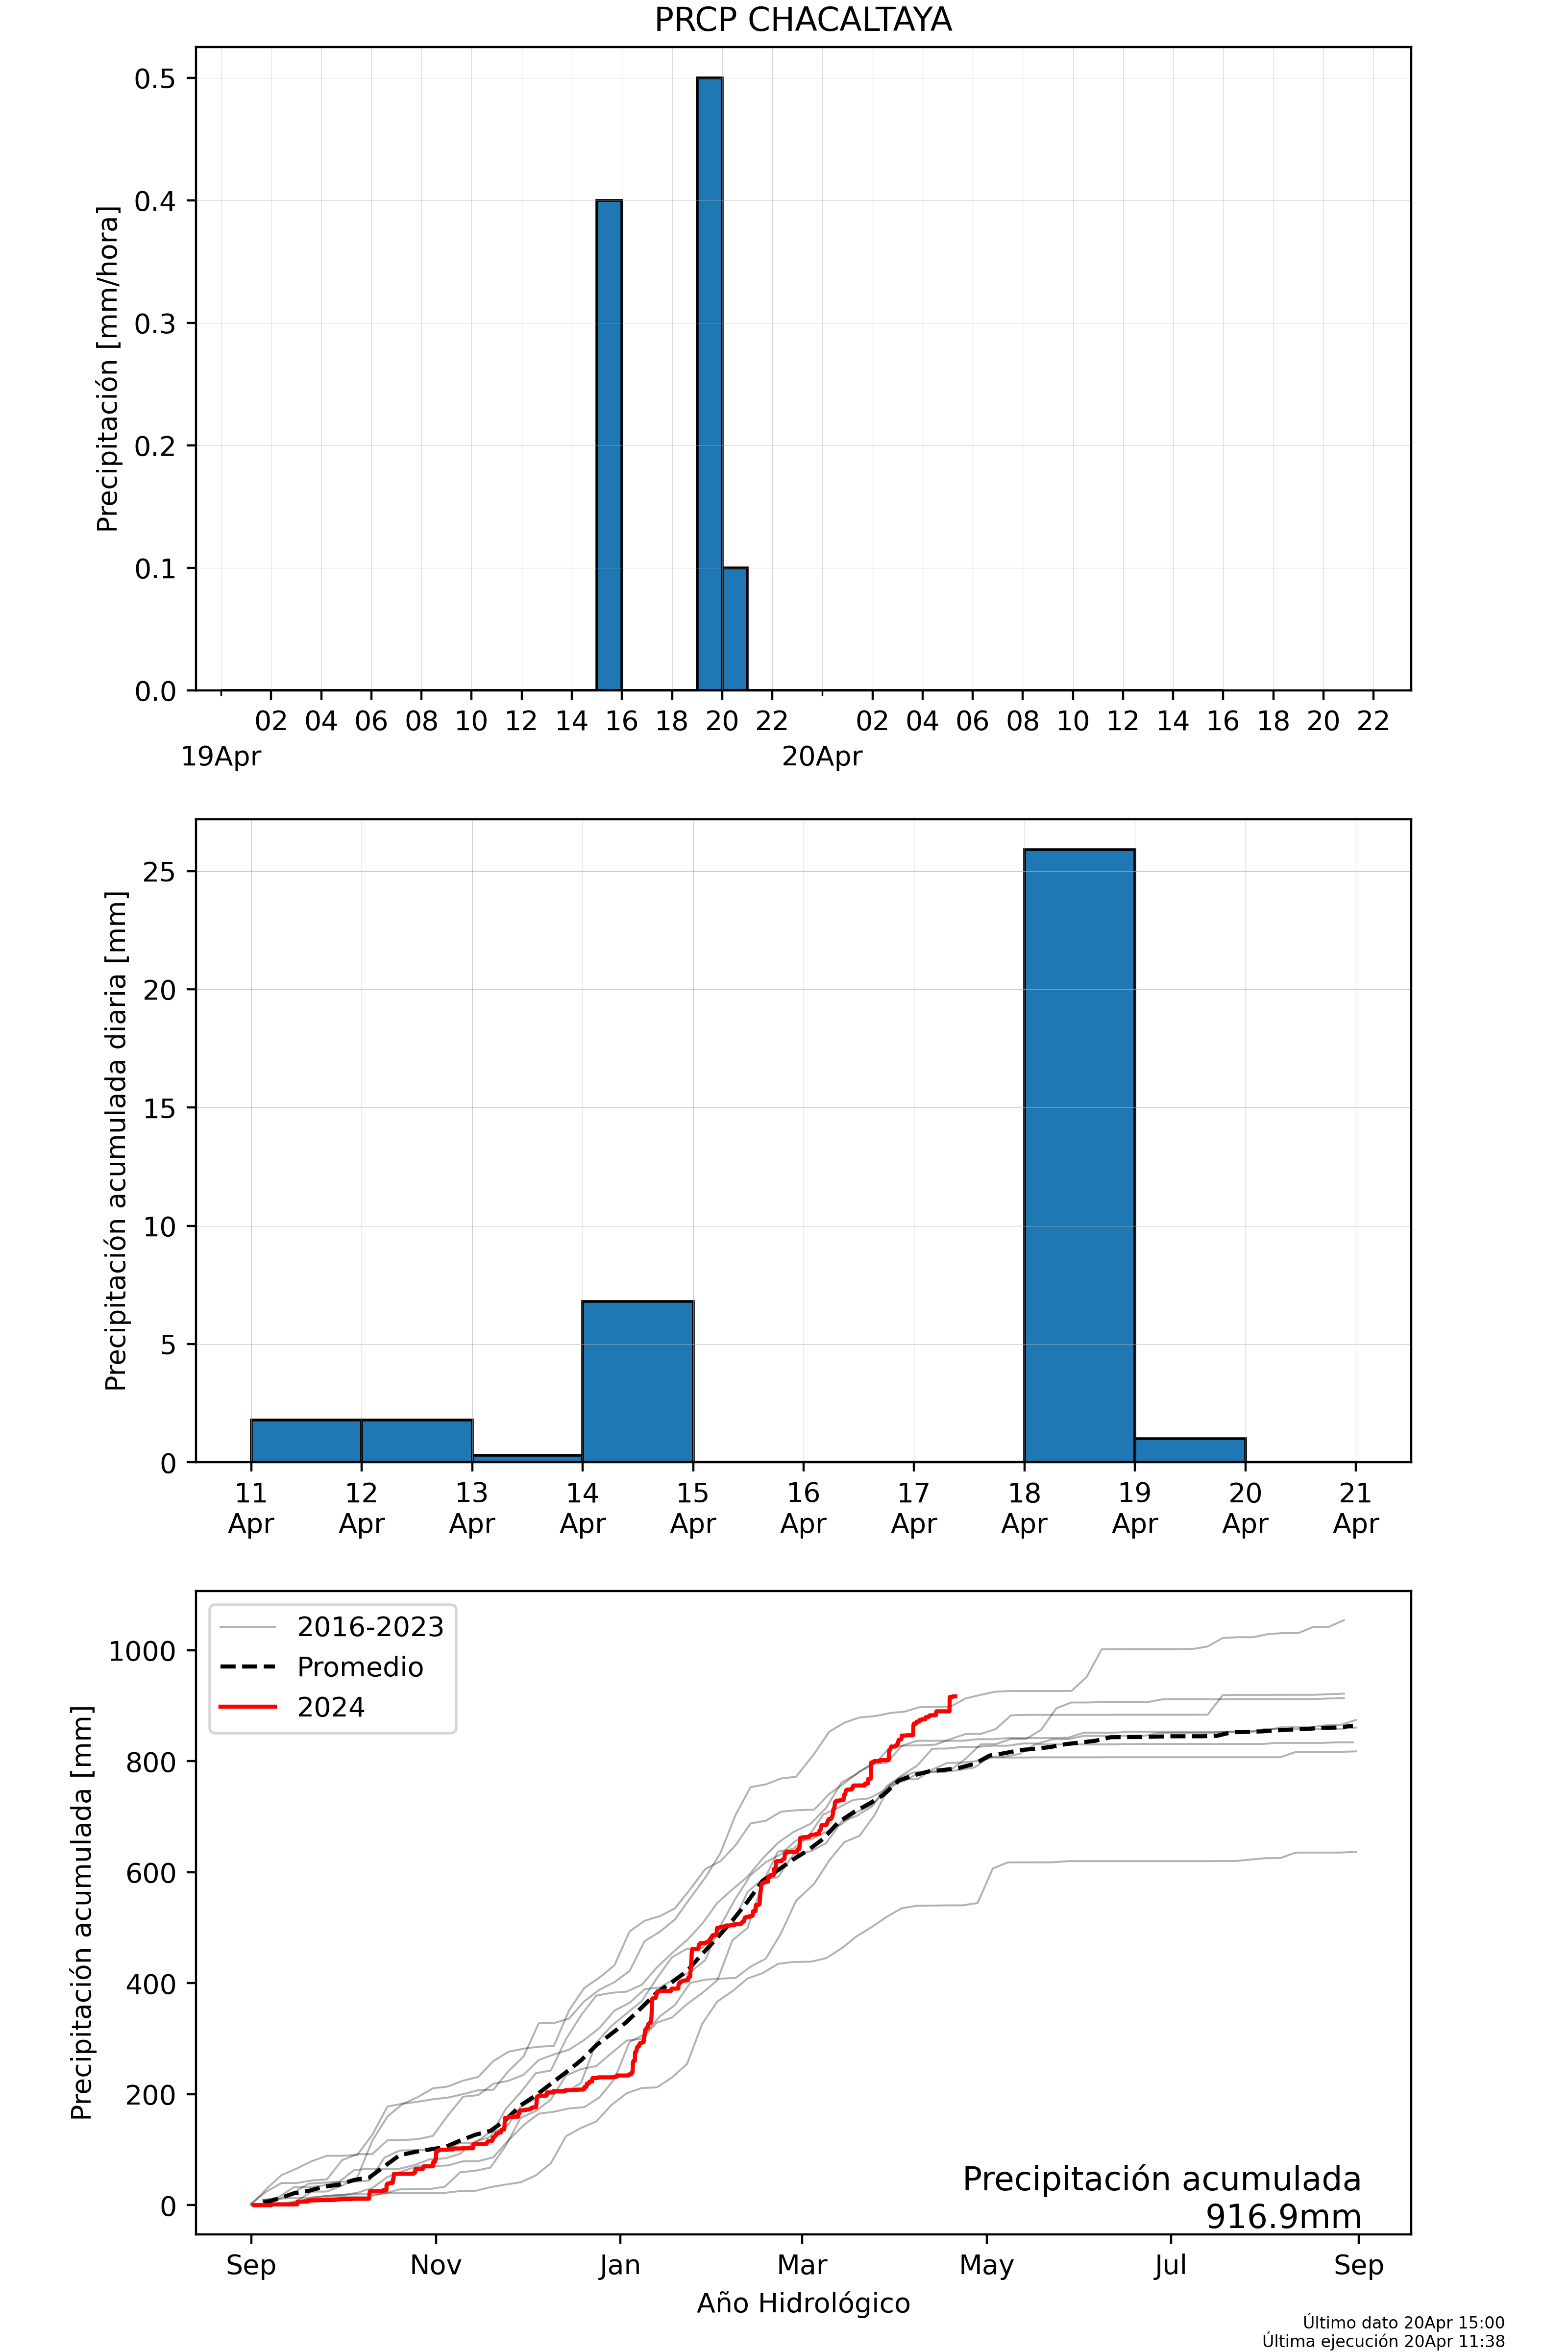 PRCP CHACALTAYA
Precipitación [mm/hora]
0.5
0.4
0.3
0.2
0.1
0.0
02 04 06 08 10 12 14 16 18 20 22 02 04 06 08 10 12 14 16 18 20 22
19Apr 20Apr
Precipitación acumulada diaria [mm]
25
20
15
10
5
0
11 12 13 14 15 16 17 18 19 20 21
Apr Apr Apr Apr Apr Apr Apr Apr Apr Apr Apr
Precipitación acumulada [mm]
1000
800
600
400
200
0
2016-2023
Promedio
2024
Precipitación acumulada
916.9mm
Sep Nov Jan Mar May Jul Sep
Año Hidrológico
Último dato 20Apr 15:00
Última ejecución 20Apr 11:38